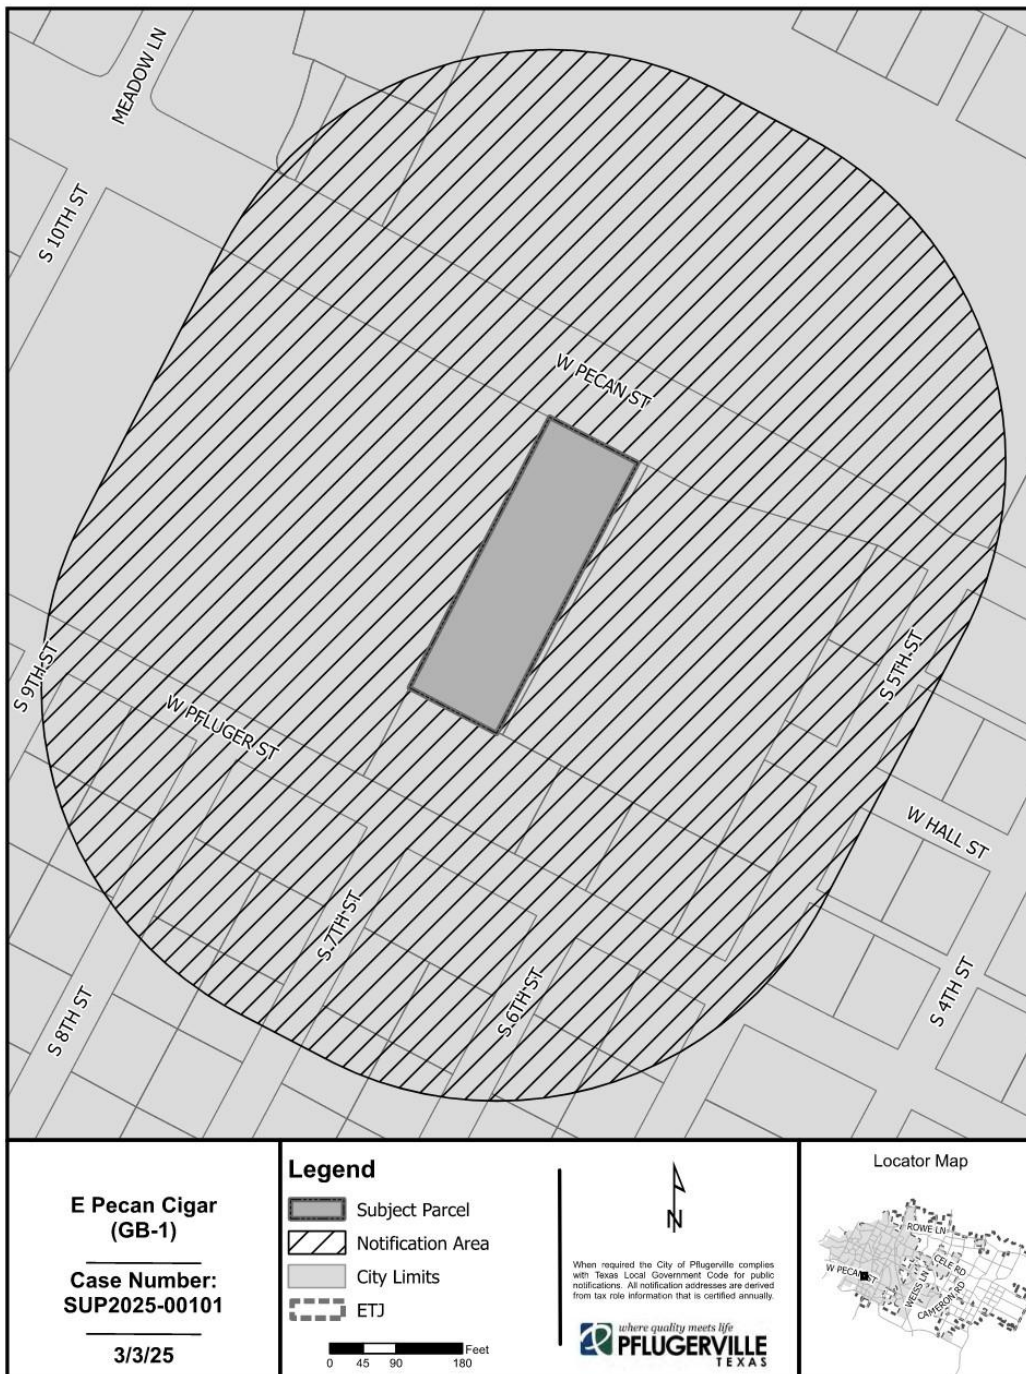 MEADOW LN
S 10TH ST
W PECAN ST
S 9TH ST
W PFLUGER ST
S 5TH ST
W HALL ST
S 7TH ST
S 6TH ST
S 8TH ST
S 4TH ST
E Pecan Cigar
(GB-1)
Case Number:
SUP2025-00101
3/3/25
Legend
Subject Parcel
Notification Area
City Limits
ETJ
Feet
0 45 90 180
N
When required the City of Pflugerville complies
with Texas Local Government Code for public
notifications. All notification addresses are derived
from tax role information that is certified annually.
where quality meets life
PFLUGERVILLE
TEXAS
Locator Map
ROWE LN
W PECAN ST
CELE RD
WEISS LN
CAMERON RD